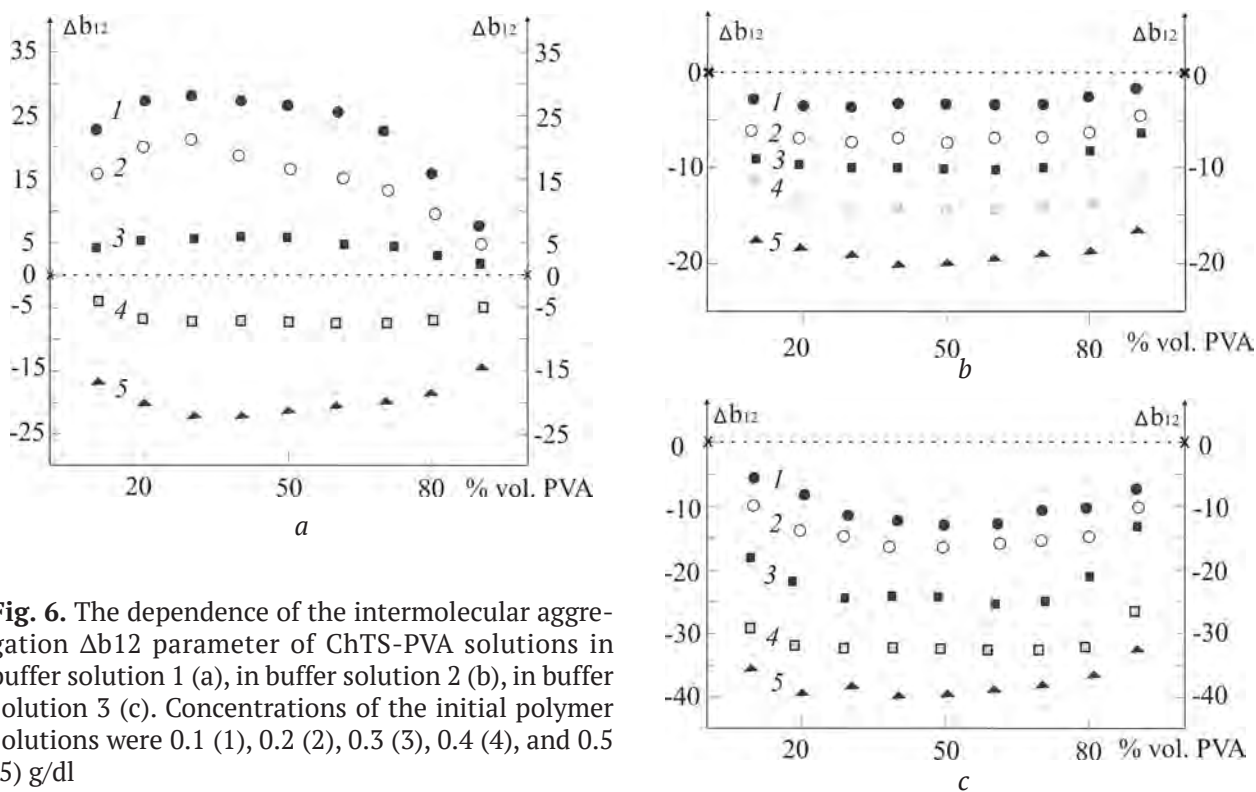 Δb12 Δb12
35 35
1
25 25
2
15 15
3
5 5
0 0
-5 4 -5
-15 5 -15
-25 -25
20 50 80 % vol. PVA
a
Δb12 Δb12
0 0
1
2
-10 3 -10
4
5
-20 -20
20 50 80 % vol. PVA
b
Δb12 Δb12
0 0
1
-10 2 -10
-20 3 -20
-30 4 -30
5
-40 -40
20 50 80 % vol. PVA
c
Fig. 6. The dependence of the intermolecular aggre-
gation Δb12 parameter of ChTS-PVA solutions in
buffer solution 1 (a), in buffer solution 2 (b), in buffer
solution 3 (c). Concentrations of the initial polymer
solutions were 0.1 (1), 0.2 (2), 0.3 (3), 0.4 (4), and 0.5
(5) g/dl